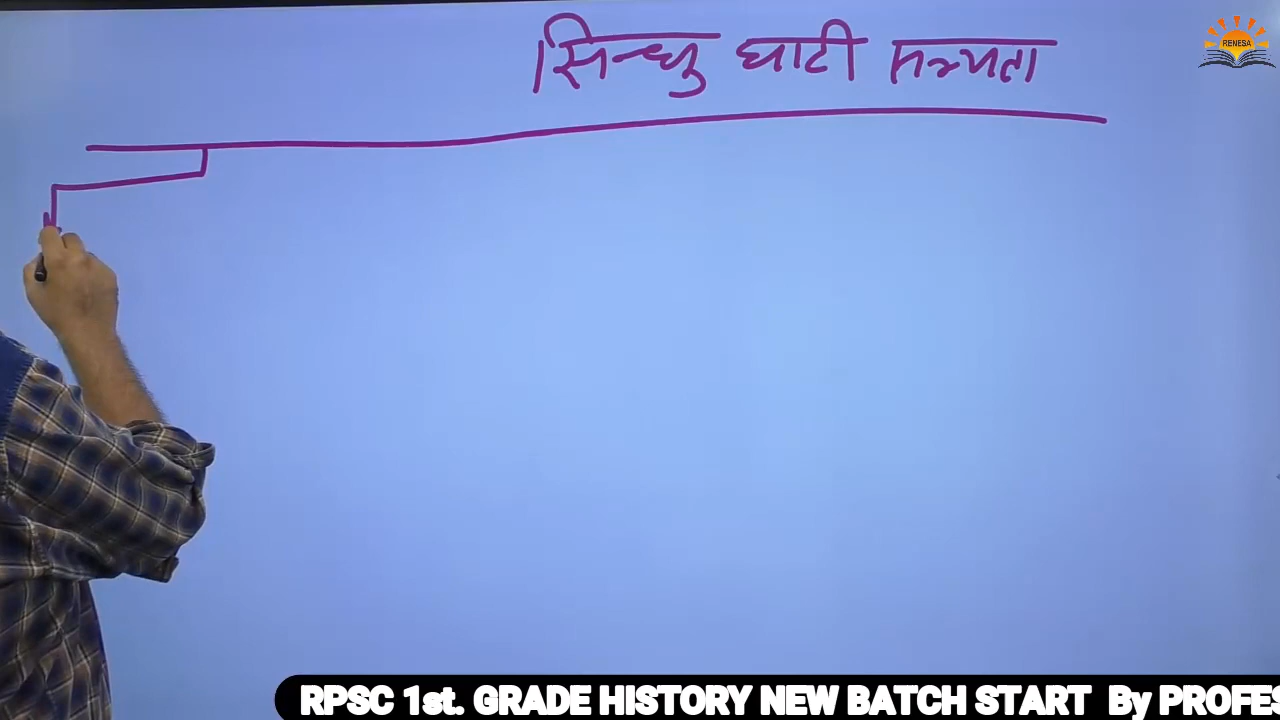 सिन्धु घाटी सभ्यता
RENESA
RPSC 1st. GRADE HISTORY NEW BATCH START By PROFES